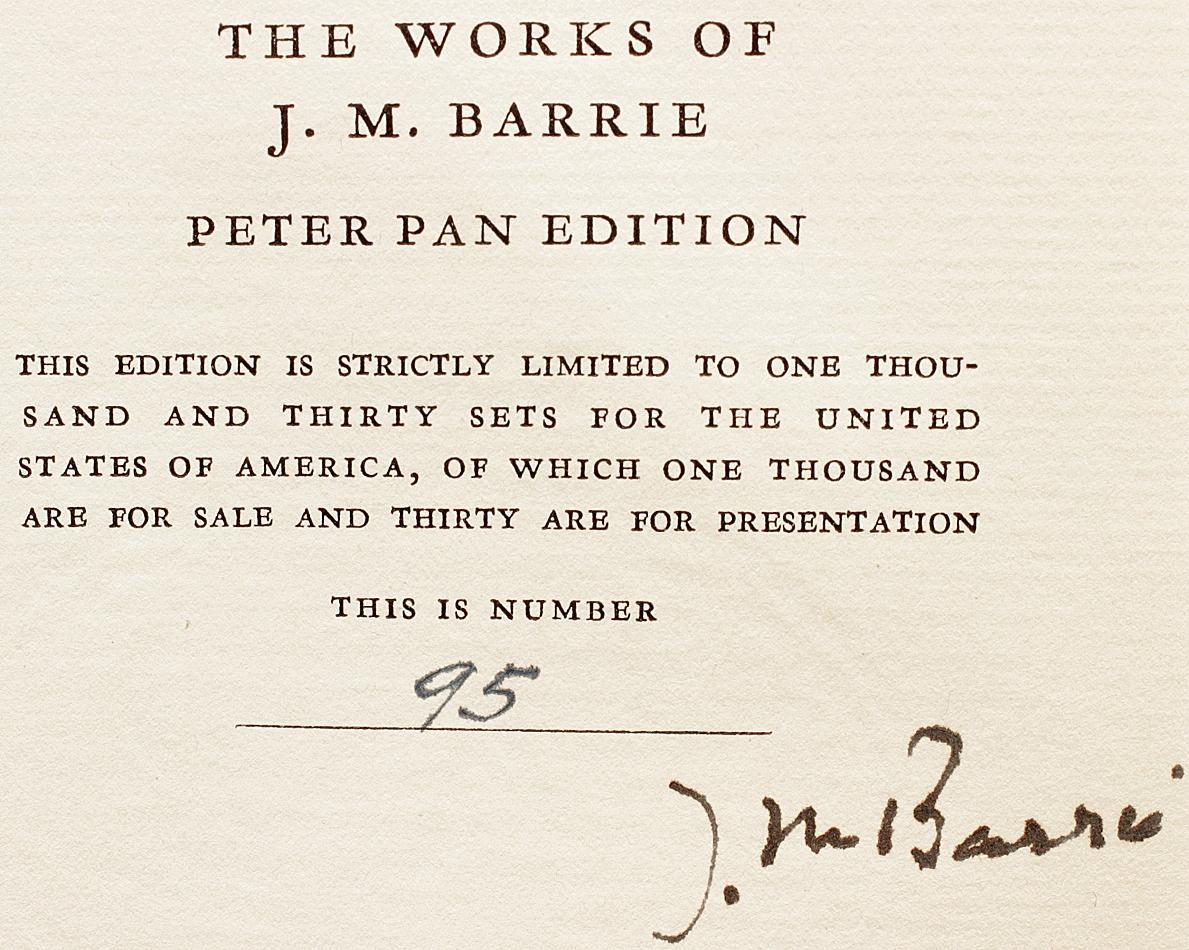 THE WORKS OF
J. M. BARRIE
PETER PAN EDITION
THIS EDITION IS STRICTLY LIMITED TO ONE THOU-
SAND AND THIRTY SETS FOR THE UNITED
STATES OF AMERICA, OF WHICH ONE THOUSAND
ARE FOR SALE AND THIRTY ARE FOR PRESENTATION
THIS IS NUMBER
95
J. M Barrie